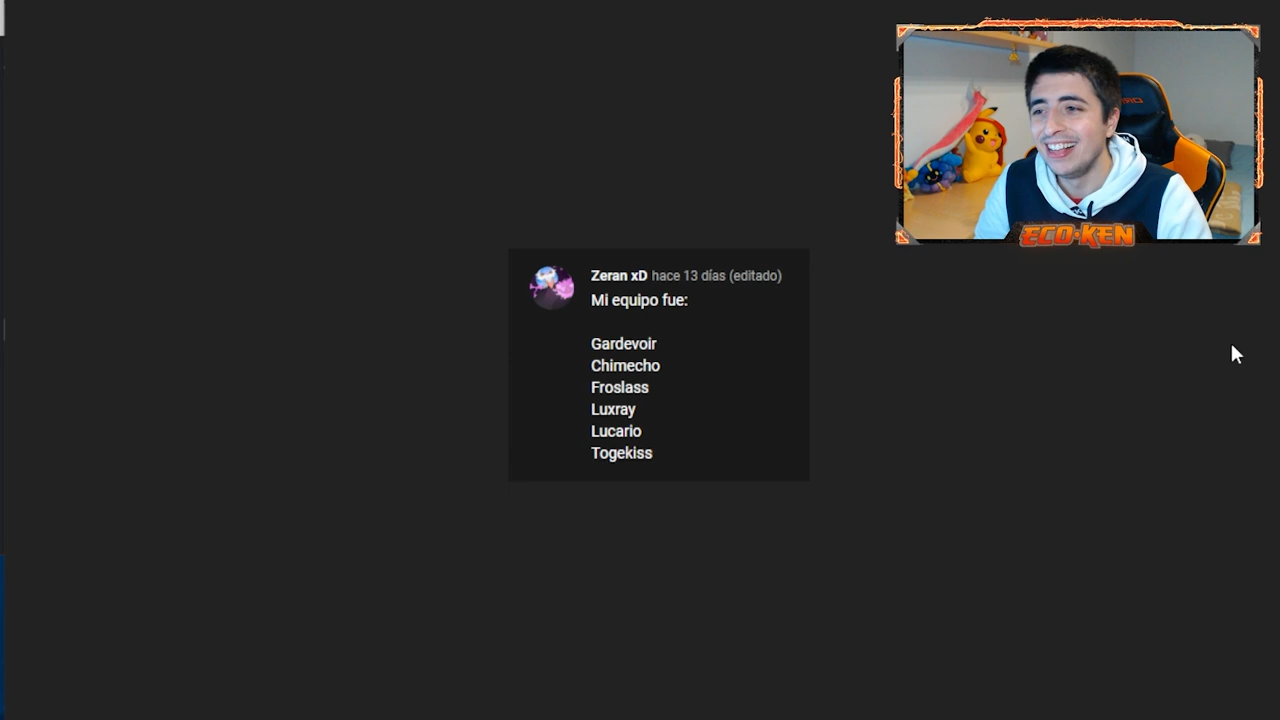 ECO·KEN
Zeran xD hace 13 días (editado)
Mi equipo fue:
Gardevoir
Chimecho
Froslass
Luxray
Lucario
Togekiss